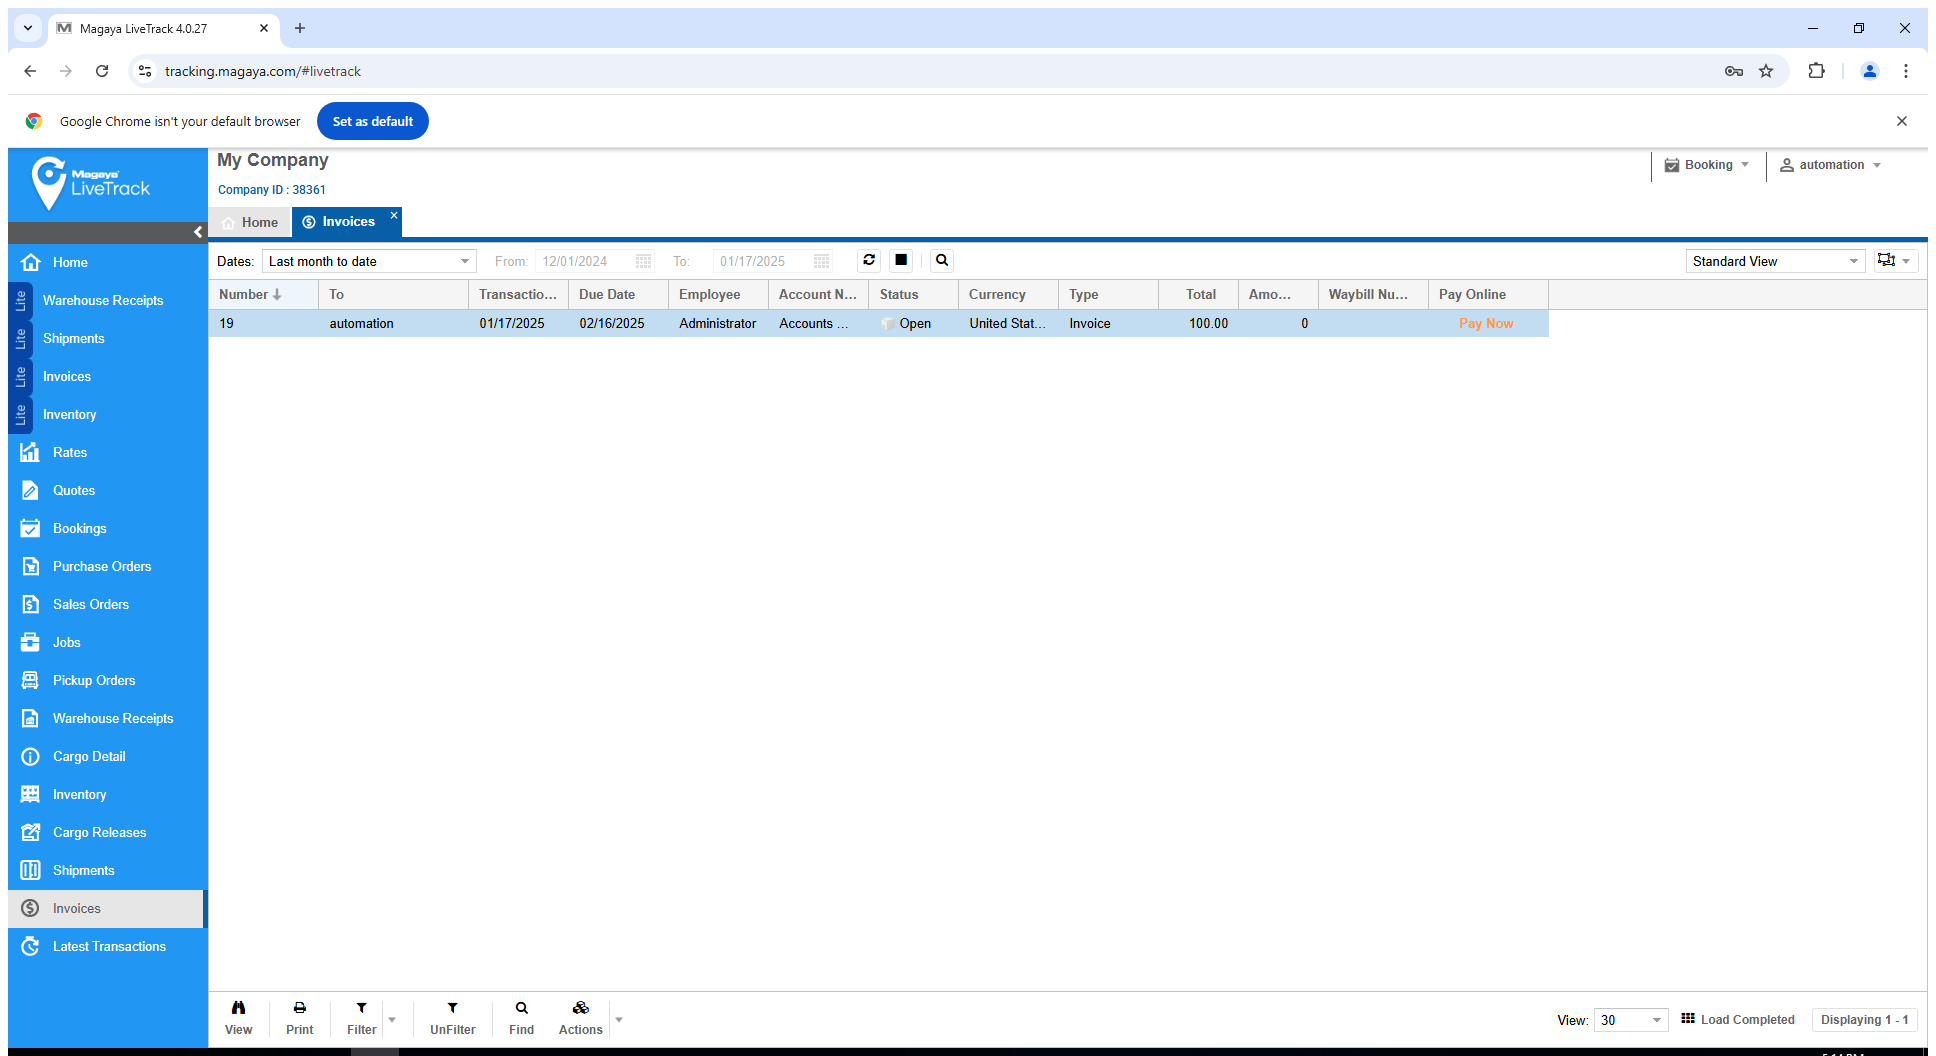 Magaya LiveTrack 4.0.27
tracking.magaya.com/#livetrack
Google Chrome isn't your default browser
Set as default
Magaya
LiveTrack
My Company
Company ID : 38361
Booking
automation
Home
Invoices
Dates:
Last month to date
From:
12/01/2024
To:
01/17/2025
Standard View
Number To Transactio... Due Date Employee Account N... Status Currency Type Total Amo... Waybill Nu... Pay Online
19 automation 01/17/2025 02/16/2025 Administrator Accounts ... Open United Stat... Invoice 100.00 0 Pay Now
Home
Lite Warehouse Receipts
Lite Shipments
Lite Invoices
Lite Inventory
Rates
Quotes
Bookings
Purchase Orders
Sales Orders
Jobs
Pickup Orders
Warehouse Receipts
Cargo Detail
Inventory
Cargo Releases
Shipments
Invoices
Latest Transactions
View
Print
Filter
UnFilter
Find
Actions
View: 30
Load Completed
Displaying 1 - 1